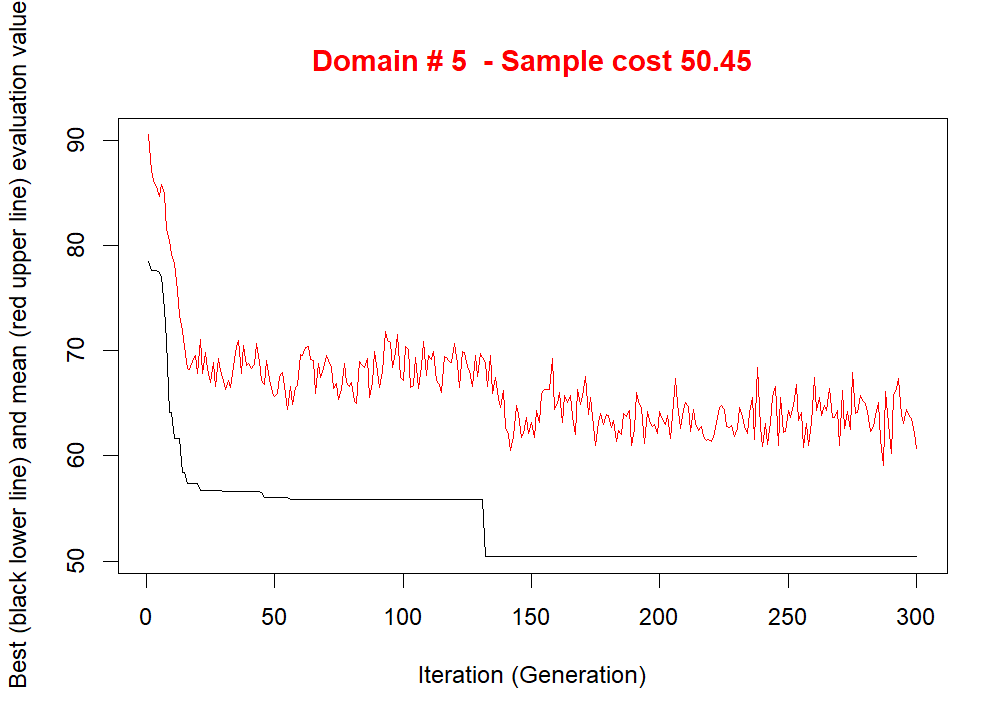 Domain # 5  - Sample cost 50.45
Best (black lower line) and mean (red upper line) evaluation value
90
80
70
60
50
0 50 100 150 200 250 300
Iteration (Generation)